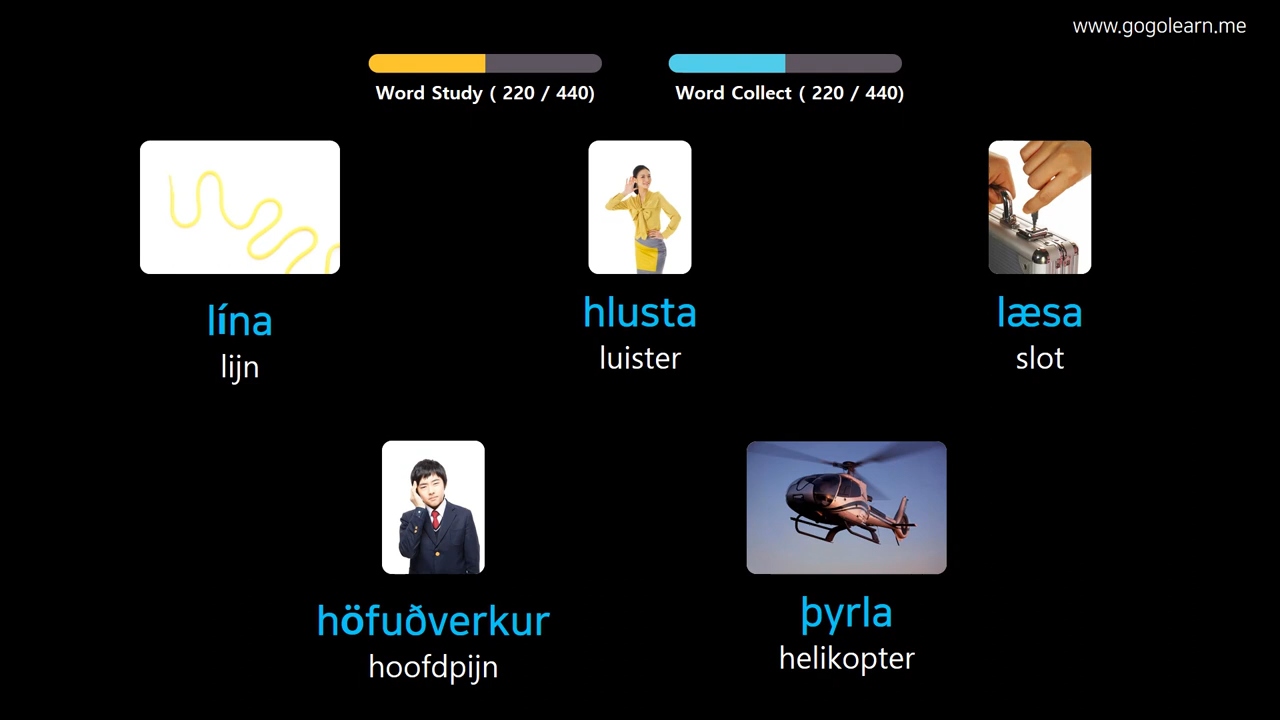 www.gogolearn.me
Word Study ( 220 / 440)
Word Collect ( 220 / 440)
lína
lijn
hlusta
luister
læsa
slot
höfuðverkur
hoofdpijn
þyrla
helikopter